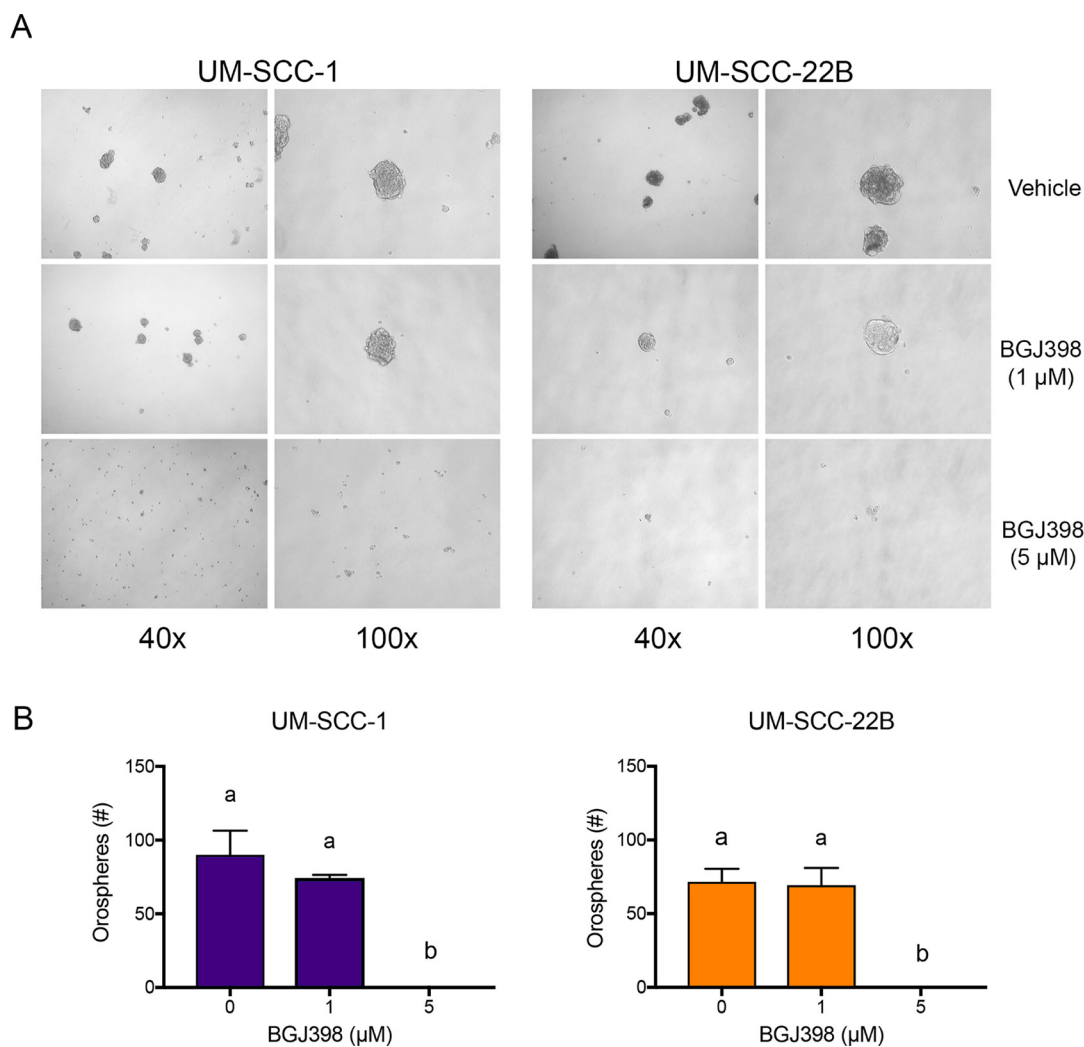 A
UM-SCC-1
UM-SCC-22B
Vehicle
BGJ398
(1 µM)
BGJ398
(5 µM)
40x
100x
40x
100x
B
UM-SCC-1
150
100
50
0
Orospheres (#)
a
a
b
0
1
5
BGJ398 (µM)
UM-SCC-22B
150
100
50
0
Orospheres (#)
a
a
b
0
1
5
BGJ398 (µM)